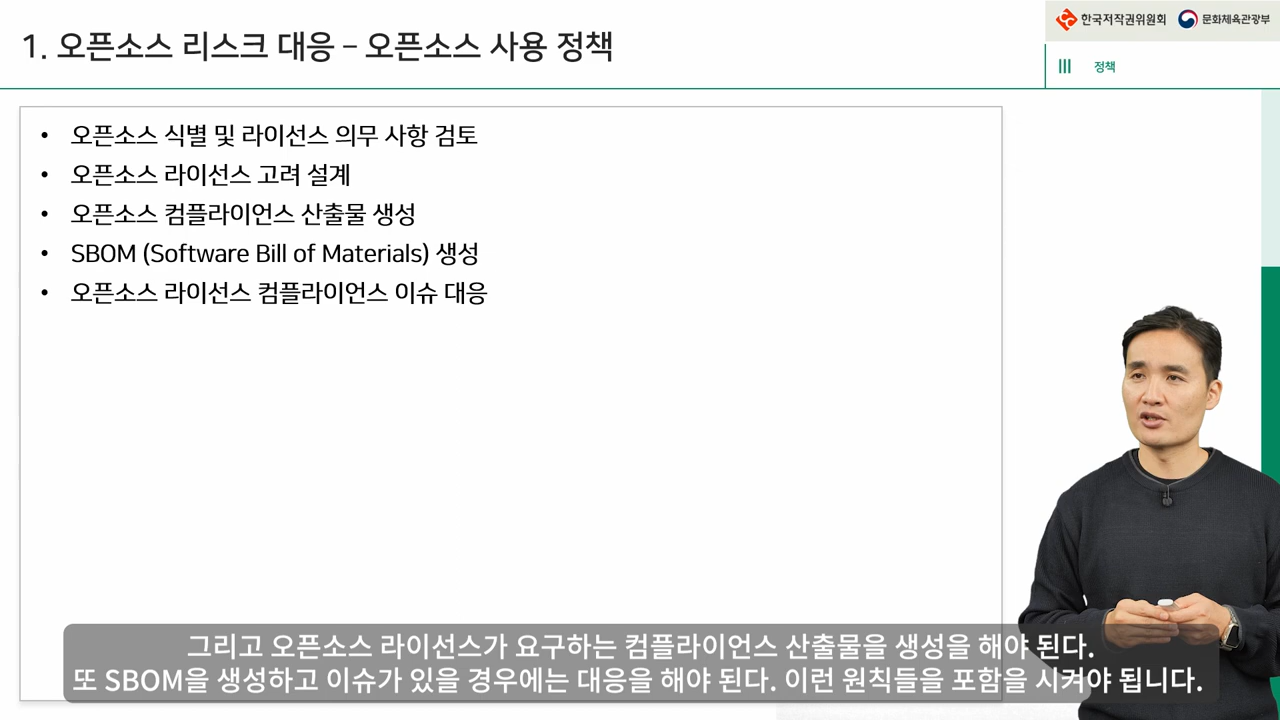 1. 오픈소스 리스크 대응 – 오픈소스 사용 정책
한국저작권위원회
문화체육관광부
III 정책
• 오픈소스 식별 및 라이선스 의무 사항 검토
• 오픈소스 라이선스 고려 설계
• 오픈소스 컴플라이언스 산출물 생성
• SBOM (Software Bill of Materials) 생성
• 오픈소스 라이선스 컴플라이언스 이슈 대응
그리고 오픈소스 라이선스가 요구하는 컴플라이언스 산출물을 생성을 해야 된다.
또 SBOM을 생성하고 이슈가 있을 경우에는 대응을 해야 된다. 이런 원칙들을 포함을 시켜야 됩니다.